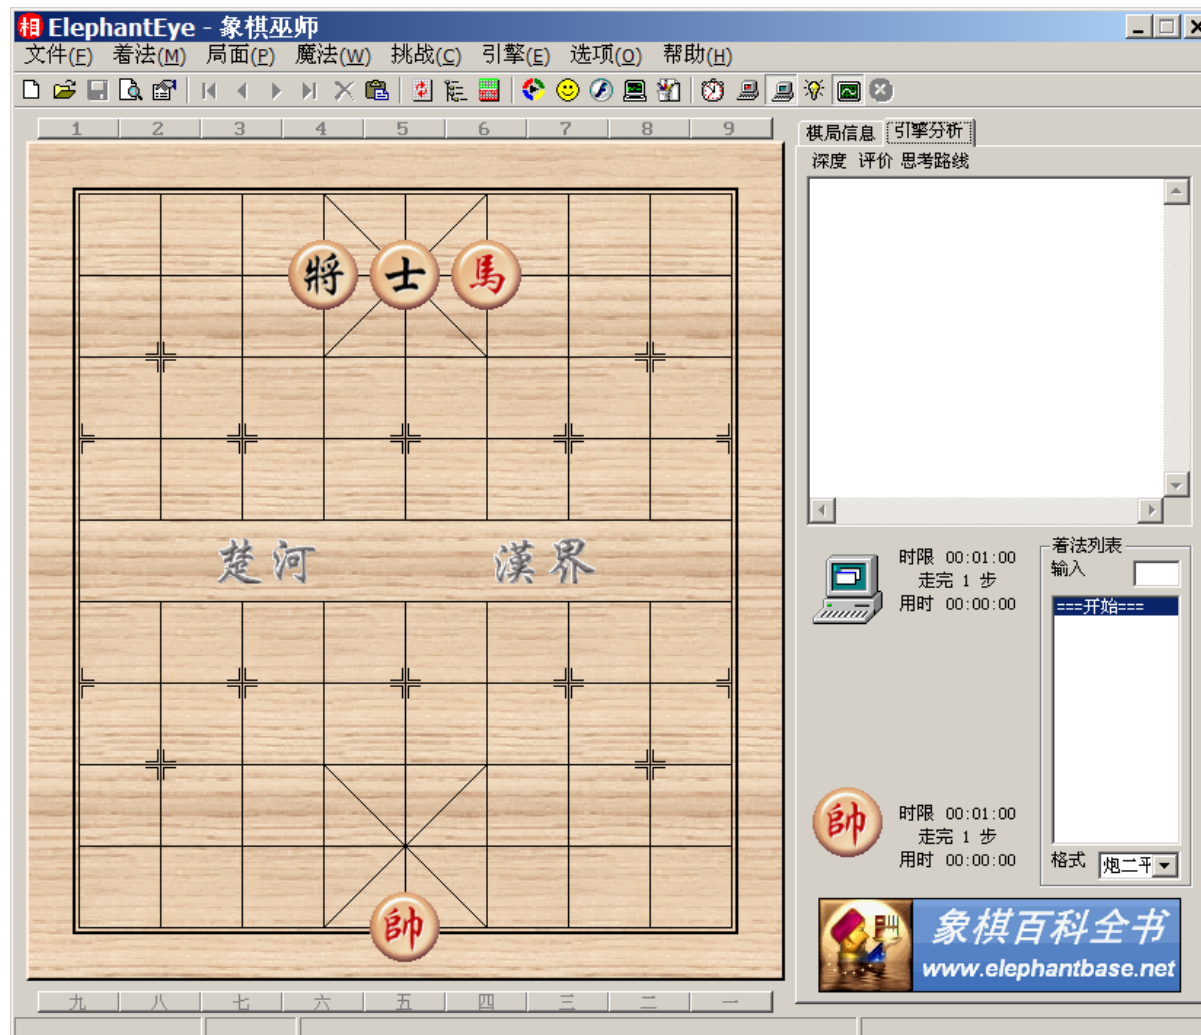 相 ElephantEye - 象棋巫师
文件(F) 着法(M) 局面(P) 魔法(W) 挑战(C) 引擎(E) 选项(O) 帮助(H)
1 2 3 4 5 6 7 8 9
棋局信息 引擎分析
深度 评价 思考路线
將 士 馬
楚河 漢界
时限 00:01:00
走完 1 步
用时 00:00:00
着法列表
输入
===开始===
帥
帥
时限 00:01:00
走完 1 步
用时 00:00:00
格式 炮二平
象棋百科全书
www.elephantbase.net
九 八 七 六 五 四 三 二 一